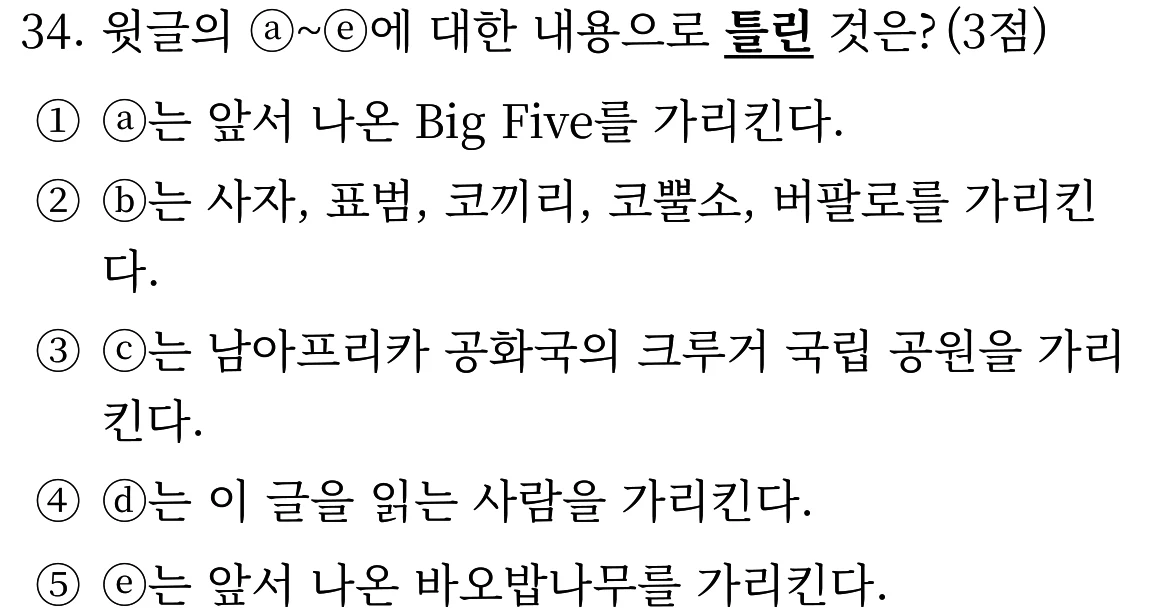 34. 윗글의 ⓐ~ⓔ에 대한 내용으로 틀린 것은? (3점)
① ⓐ는 앞서 나온 Big Five를 가리킨다.
② ⓑ는 사자, 표범, 코끼리, 코뿔소, 버팔로를 가리킨
다.
③ ⓒ는 남아프리카 공화국의 크루거 국립 공원을 가리
킨다.
④ ⓓ는 이 글을 읽는 사람을 가리킨다.
⑤ ⓔ는 앞서 나온 바오밥나무를 가리킨다.